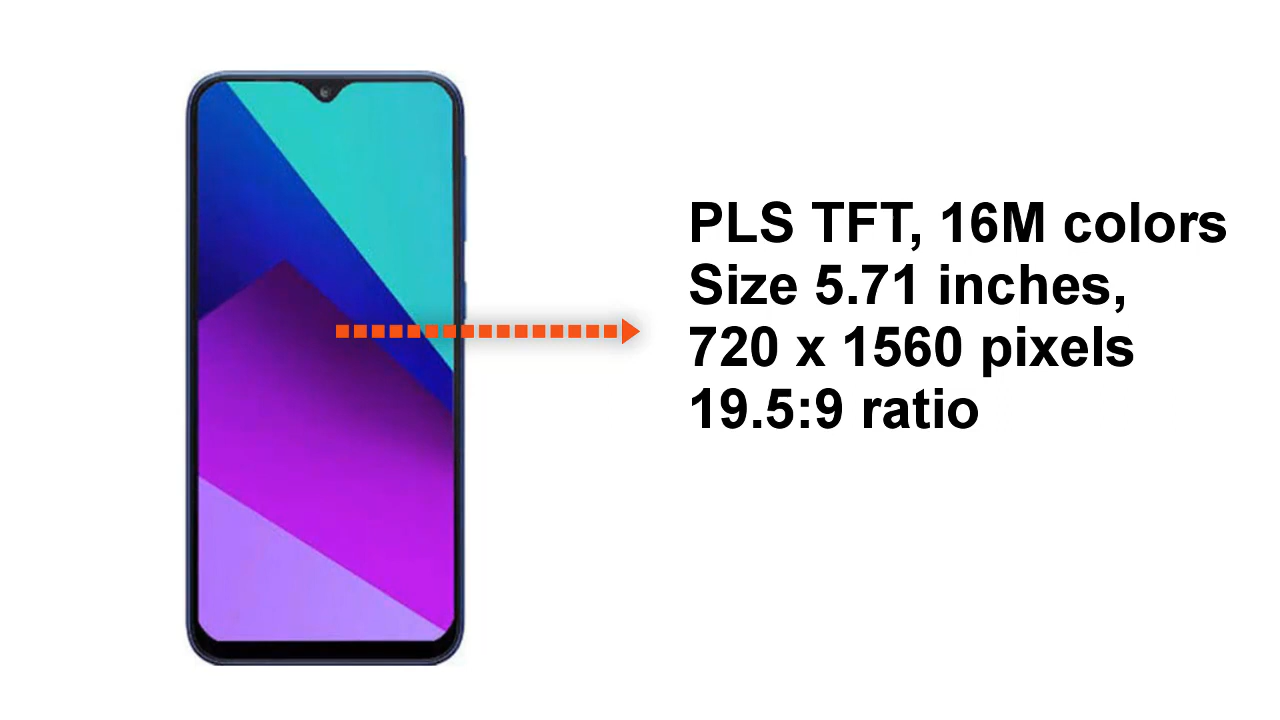 PLS TFT, 16M colors
Size 5.71 inches,
720 x 1560 pixels
19.5:9 ratio